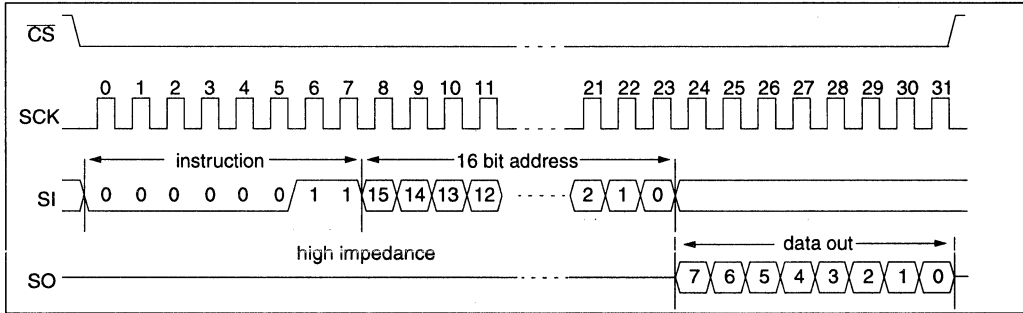 CS
0 1 2 3 4 5 6 7 8 9 10 11 21 22 23 24 25 26 27 28 29 30 31
SCK
instruction 16 bit address
SI 0 0 0 0 0 0 1 1 15 14 13 12 2 1 0
high impedance data out
SO 7 6 5 4 3 2 1 0